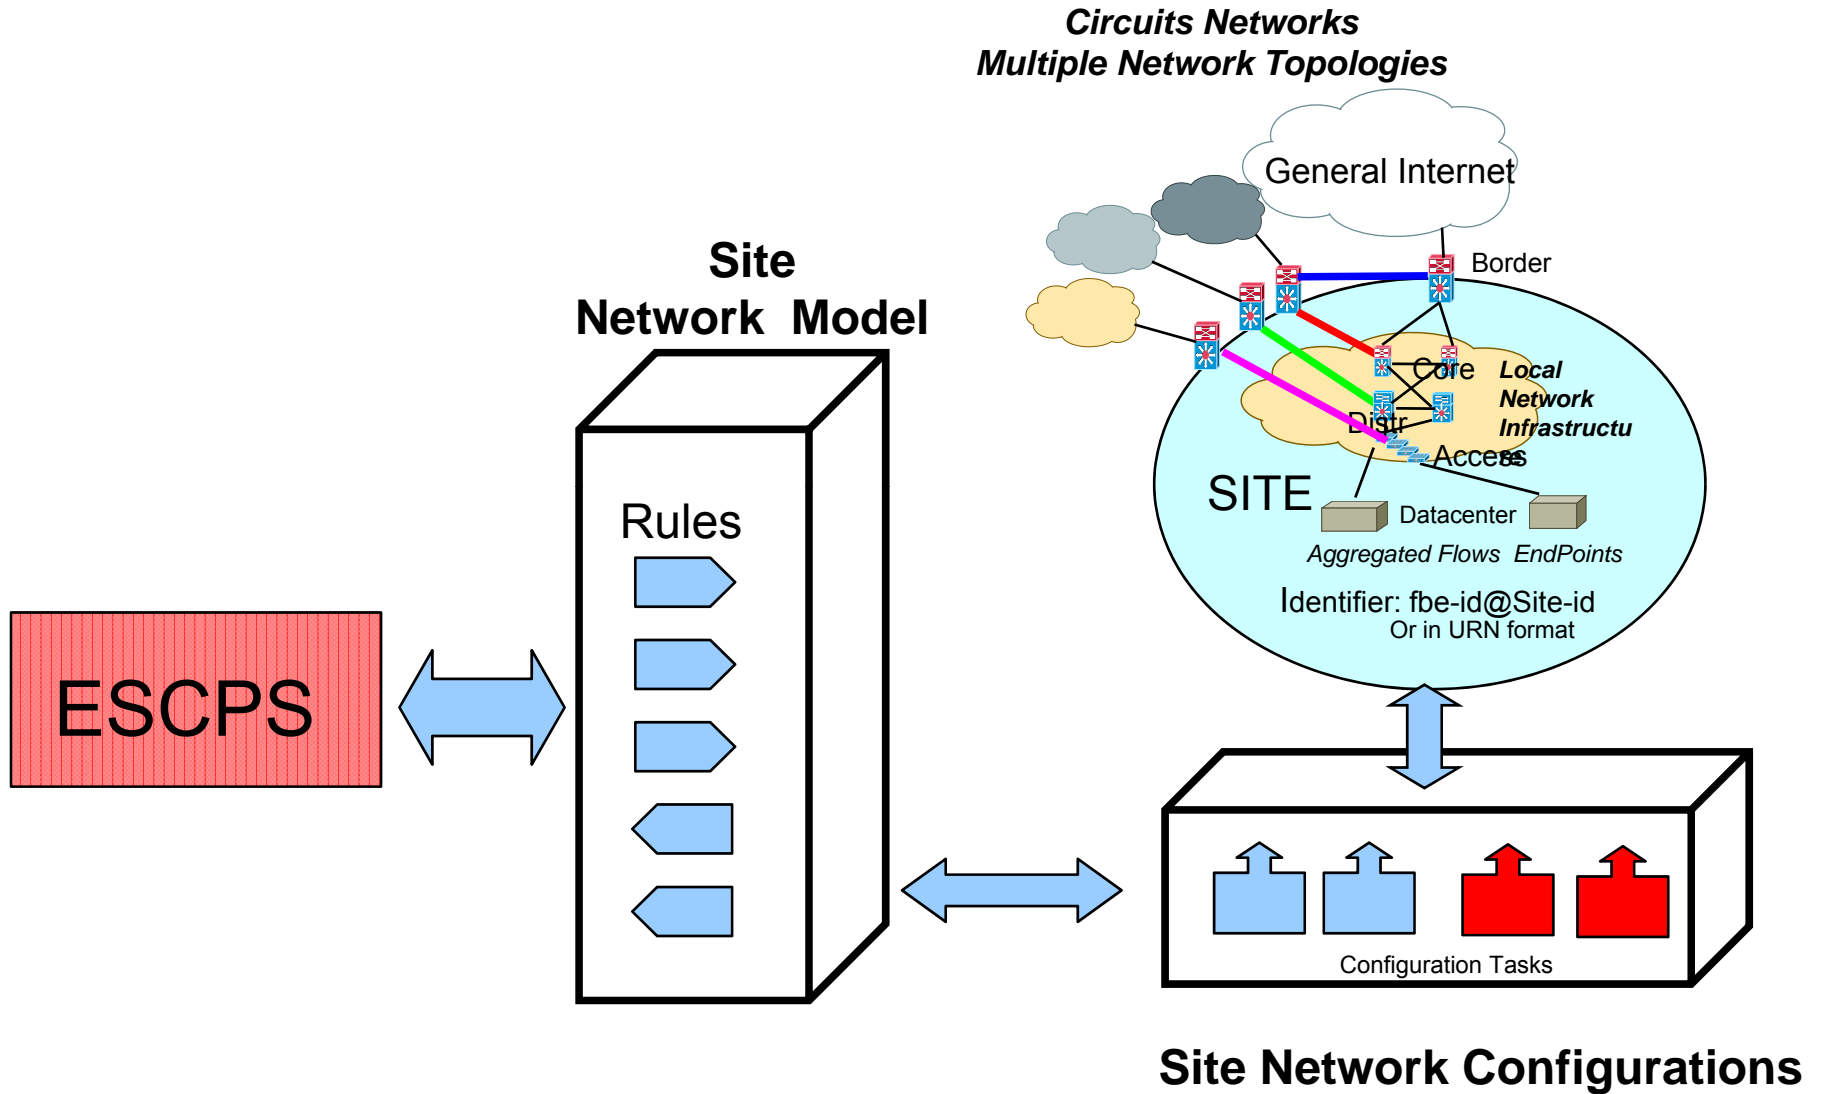 Circuits Networks
Multiple Network Topologies
General Internet
Border
Site
Network Model
Core
Local
Network
Infrastructu
re
Distr
Access
SITE
Datacenter
Aggregated Flows EndPoints
Identifier: fbe-id@Site-id
Or in URN format
Rules
ESCPS
Configuration Tasks
Site Network Configurations